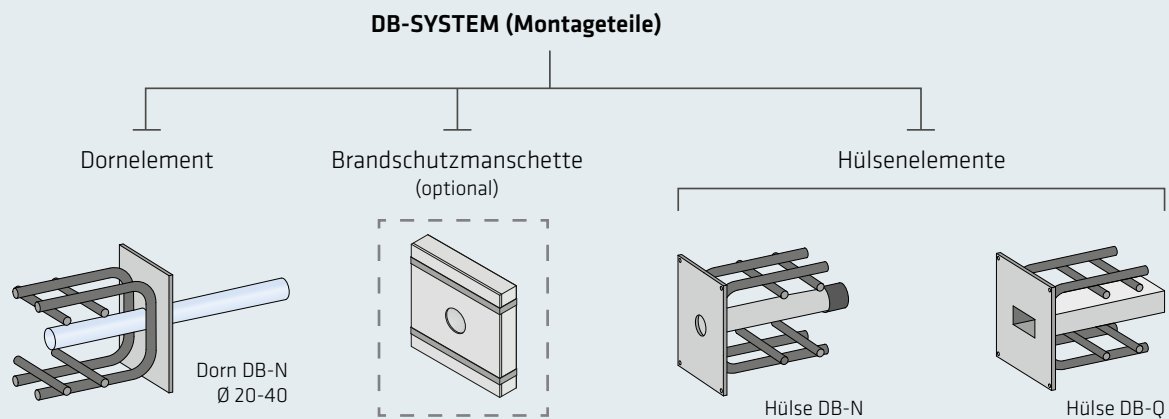 DB-SYSTEM (Montageteile)
Dornelement
Brandschutzmanschette
(optional)
Hülsenelemente
Dorn DB-N
Ø 20-40
Hülse DB-N
Hülse DB-Q